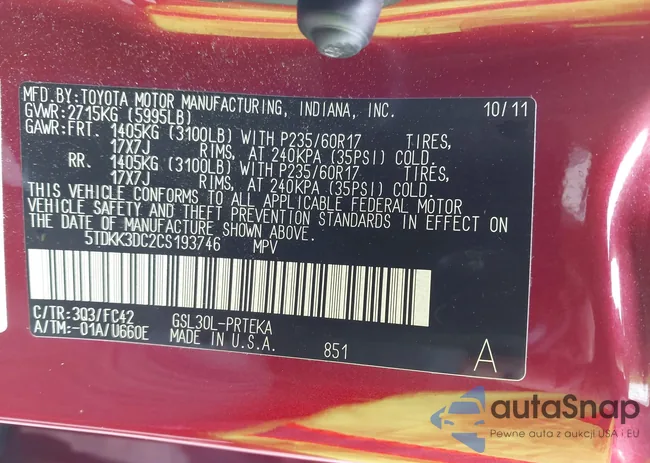 MFD. BY: TOYOTA MOTOR MANUFACTURING, INDIANA, INC. 10/11
GVWR: 2715KG (5995LB)
GAWR: FRT. 1405KG (3100LB) WITH P235/60R17 TIRES,
17X7J RIMS, AT 240KPA (35PSI) COLD.
RR. 1405KG (3100LB) WITH P235/60R17 TIRES,
17X7J RIMS, AT 240KPA (35PSI) COLD.
THIS VEHICLE CONFORMS TO ALL APPLICABLE FEDERAL MOTOR
VEHICLE SAFETY AND THEFT PREVENTION STANDARDS IN EFFECT ON
THE DATE OF MANUFACTURE SHOWN ABOVE.
5TDKK3DC2CS193746 MPV
C/TR: 3Q3/FC42 GSL30L-PRTEKA
A/TM: -01A/U660E MADE IN U.S.A. 851 A
autaSnap
Pewne auta z aukcji USA i EU